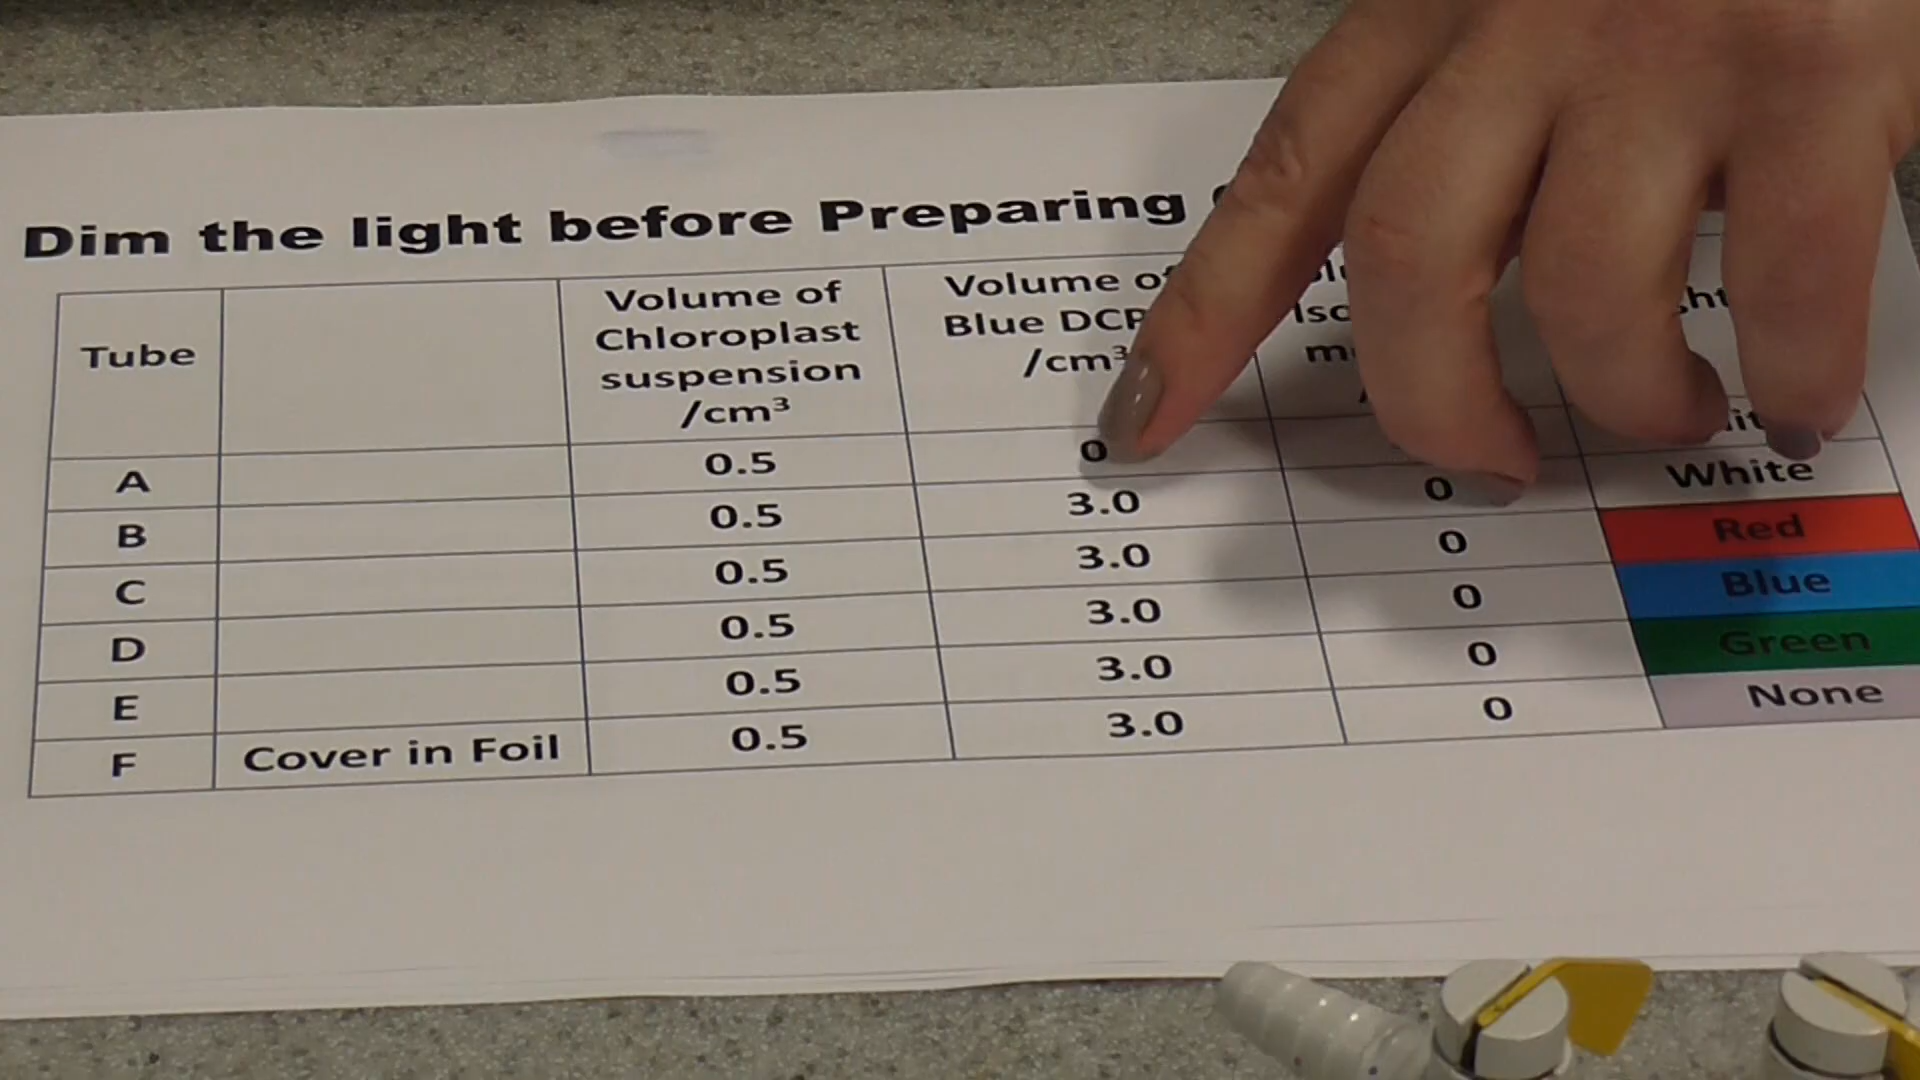 Dim the light before Preparing
Tube
Volume of
Chloroplast
suspension
/cm³
Volume of
Blue
/cm³
A 0.5 0
B 0.5 3.0 0 White
C 0.5 3.0 0 Red
D 0.5 3.0 0 Blue
E 0.5 3.0 0 Green
F Cover in Foil 0.5 3.0 0 None